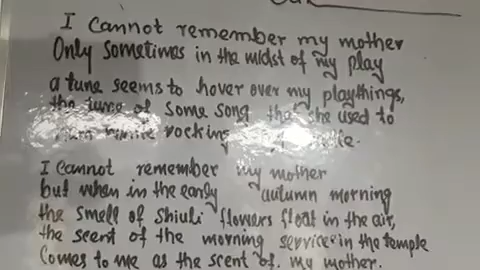 I cannot remember my mother
Only sometimes in the midst of my play
a tune seems to hover over my playthings,
the tune of some song that she used to
rocking
I cannot remember my mother
but when in the early autumn morning
the smell of Shiuli flowers float in the air,
the scent of the morning service in the temple
Comes to me as the scent of my mother.